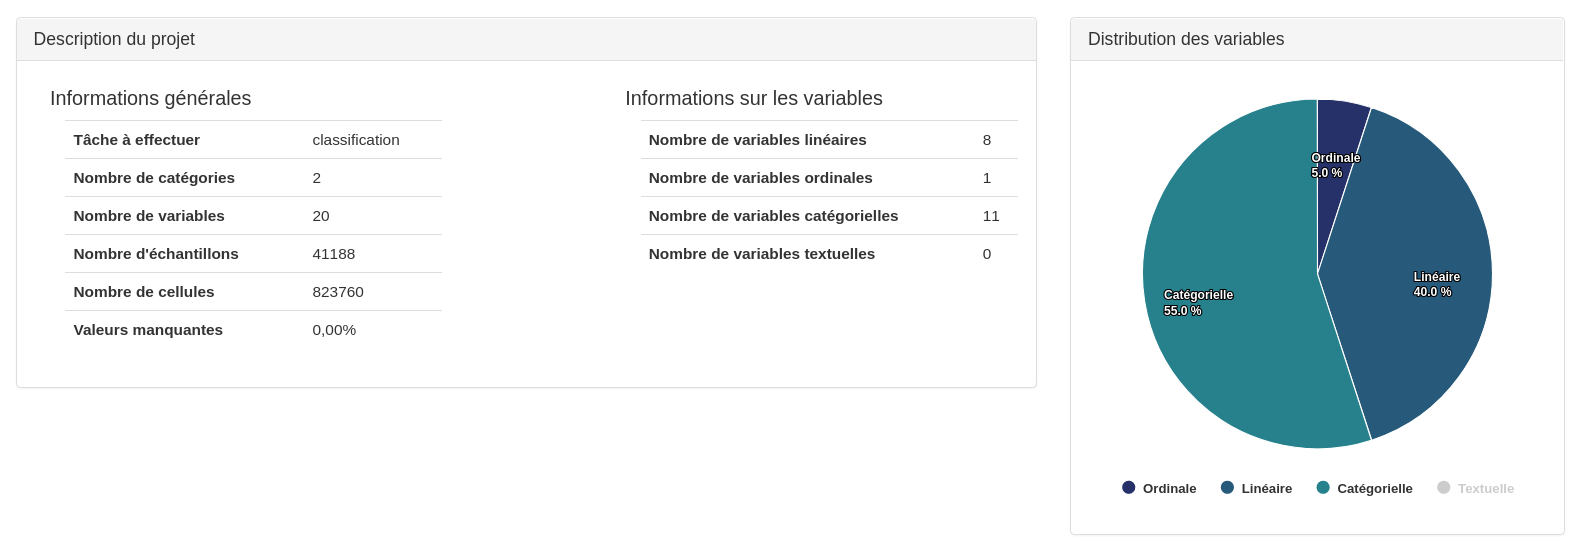 Description du projet
Informations générales
Tâche à effectuer classification
Nombre de catégories 2
Nombre de variables 20
Nombre d'échantillons 41188
Nombre de cellules 823760
Valeurs manquantes 0,00%
Informations sur les variables
Nombre de variables linéaires 8
Nombre de variables ordinales 1
Nombre de variables catégorielles 11
Nombre de variables textuelles 0
Distribution des variables
Ordinale
5.0 %
Linéaire
40.0 %
Catégorielle
55.0 %
Ordinale Linéaire Catégorielle Textuelle